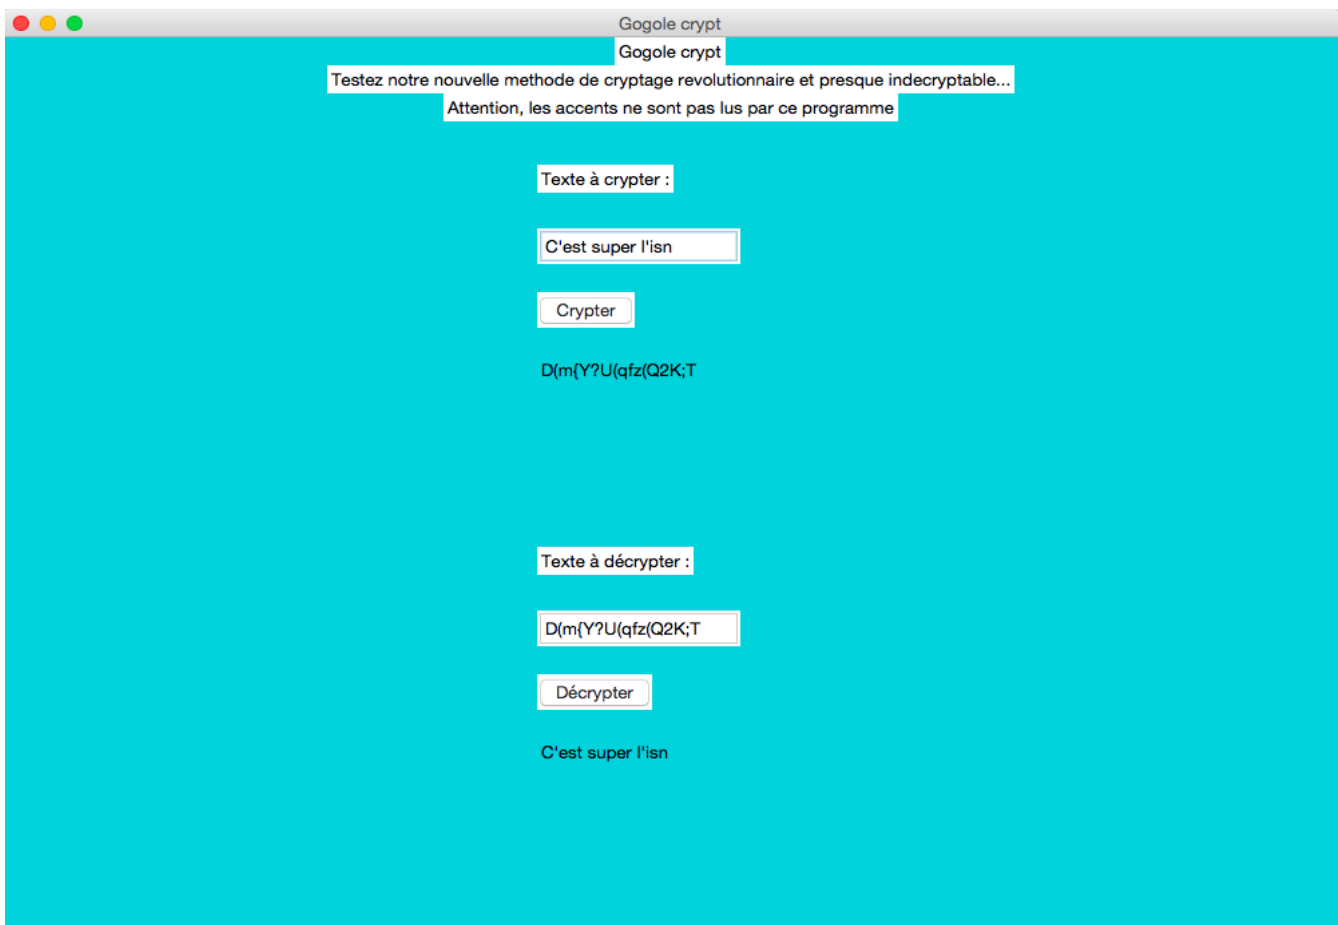 Gogole crypt
Gogole crypt
Testez notre nouvelle methode de cryptage revolutionnaire et presque indecryptable...
Attention, les accents ne sont pas lus par ce programme
Texte à crypter :
C'est super l'isn
Crypter
D(m{Y?U(qfz(Q2K;T
Texte à décrypter :
D(m{Y?U(qfz(Q2K;T
Décrypter
C'est super l'isn